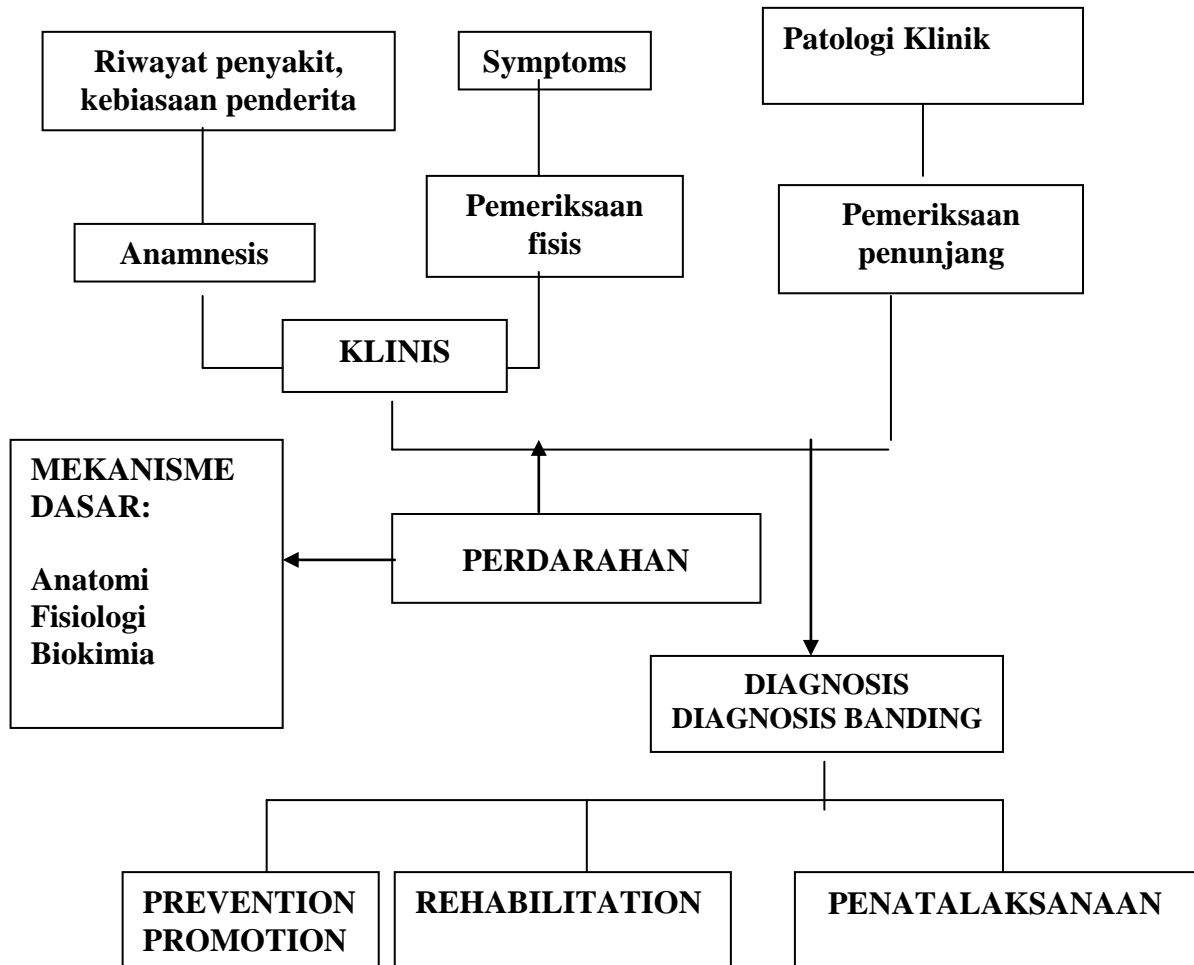 Riwayat penyakit,
kebiasaan penderita
Symptoms
Patologi Klinik
Anamnesis
Pemeriksaan
fisis
Pemeriksaan
penunjang
KLINIS
MEKANISME
DASAR:
Anatomi
Fisiologi
Biokimia
PERDARAHAN
DIAGNOSIS
DIAGNOSIS BANDING
PREVENTION
PROMOTION
REHABILITATION
PENATALAKSANAAN